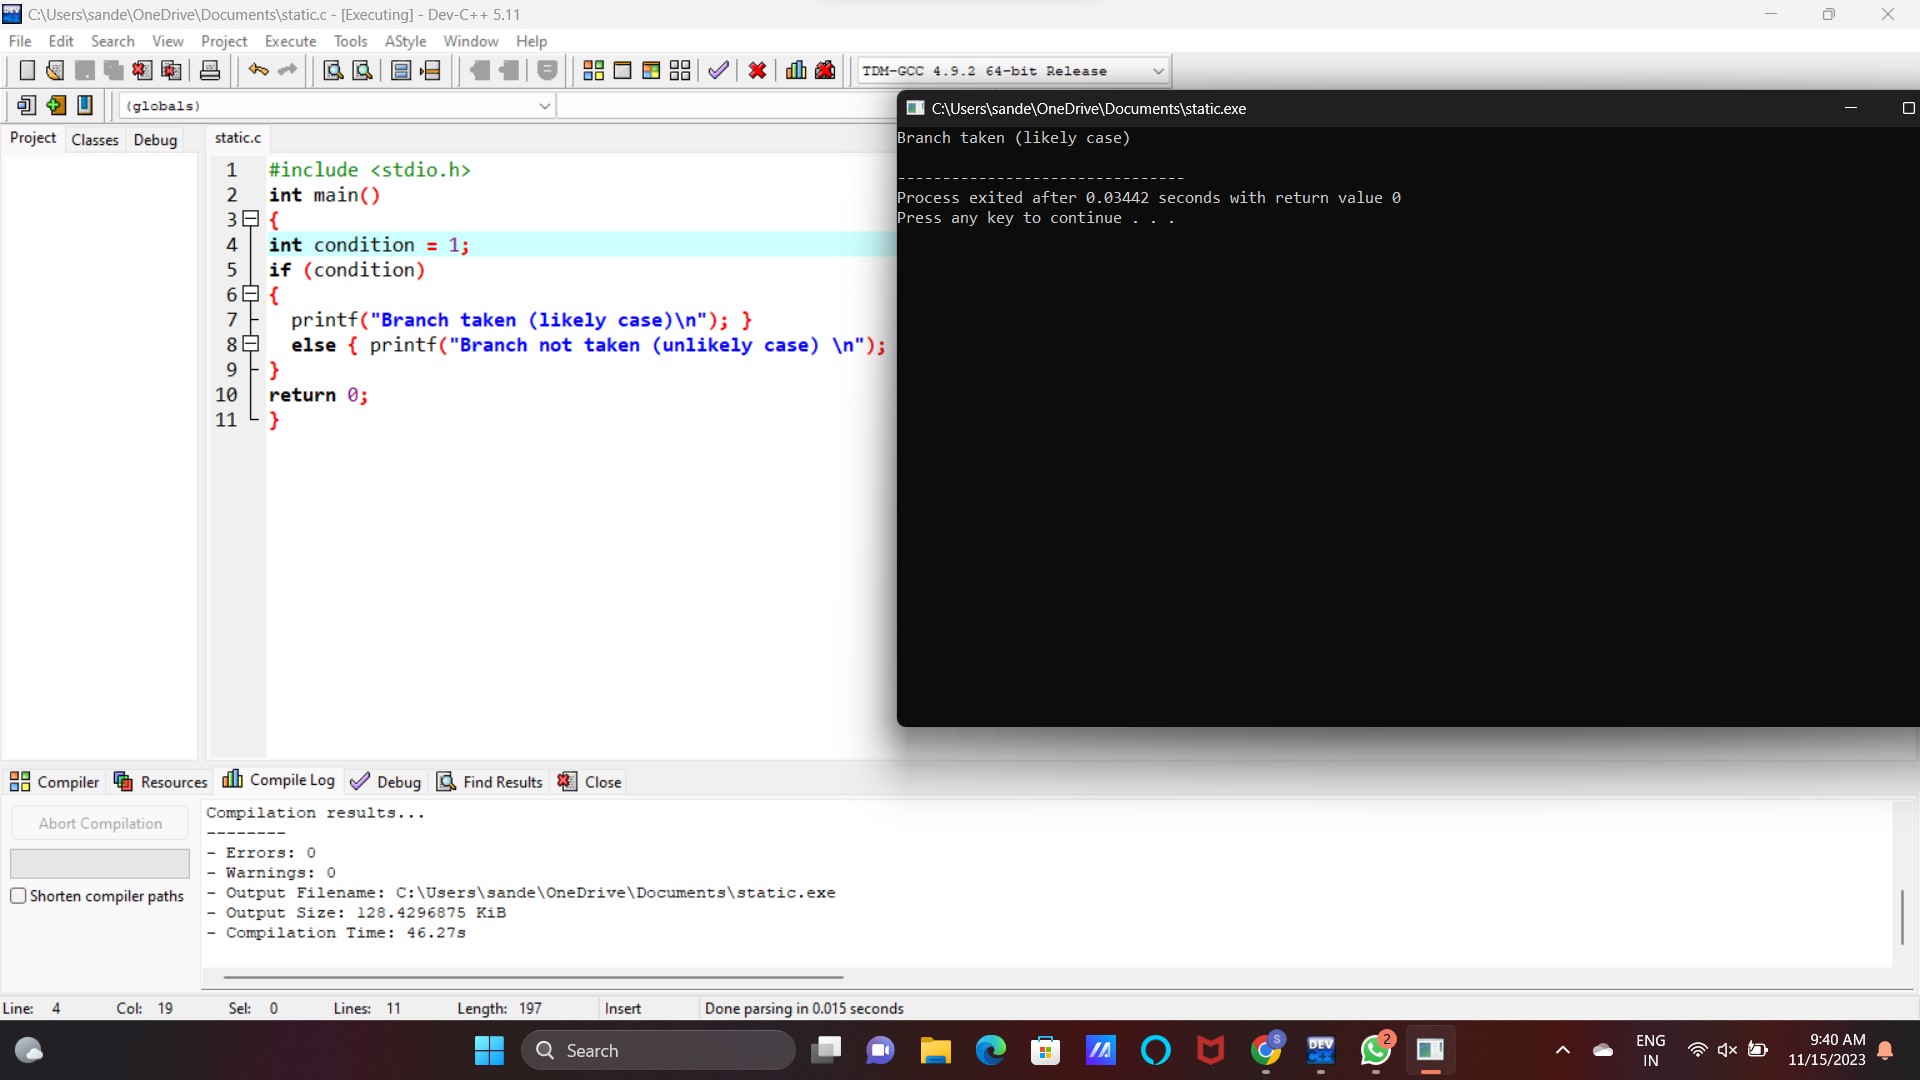 C:\Users\sande\OneDrive\Documents\static.c - [Executing] - Dev-C++ 5.11
File Edit Search View Project Execute Tools AStyle Window Help
TDM-GCC 4.9.2 64-bit Release
(globals)
Project Classes Debug
static.c
1 #include <stdio.h>
2 int main()
3 {
4 int condition = 1;
5 if (condition)
6 {
7 printf("Branch taken (likely case)\n"); }
8 else { printf("Branch not taken (unlikely case) \n");
9 }
10 return 0;
11 }
C:\Users\sande\OneDrive\Documents\static.exe
Branch taken (likely case)
--------------------------------
Process exited after 0.03442 seconds with return value 0
Press any key to continue . . .
Compiler Resources Compile Log Debug Find Results Close
Abort Compilation
Shorten compiler paths
Compilation results...
--------
- Errors: 0
- Warnings: 0
- Output Filename: C:\Users\sande\OneDrive\Documents\static.exe
- Output Size: 128.4296875 KiB
- Compilation Time: 46.27s
Line: 4 Col: 19 Sel: 0 Lines: 11 Length: 197 Insert Done parsing in 0.015 seconds
Search
DEV
S
2
ENG
IN
9:40 AM
11/15/2023